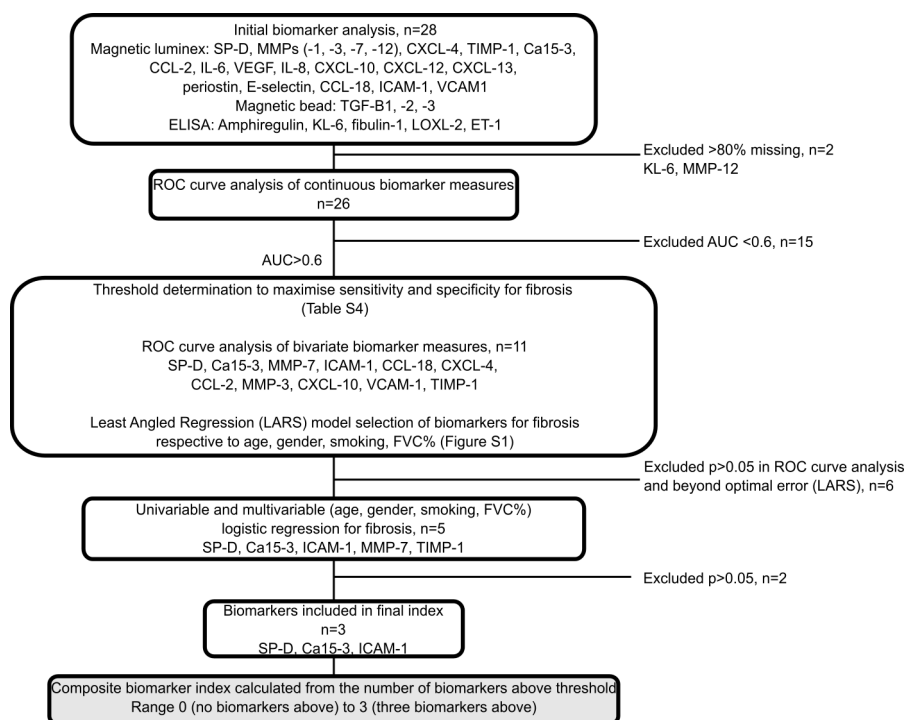 Initial biomarker analysis, n=28
Magnetic luminex: SP-D, MMPs (-1, -3, -7, -12), CXCL-4, TIMP-1, Ca15-3,
CCL-2, IL-6, VEGF, IL-8, CXCL-10, CXCL-12, CXCL-13,
periostin, E-selectin, CCL-18, ICAM-1, VCAM1
Magnetic bead: TGF-B1, -2, -3
ELISA: Amphiregulin, KL-6, fibulin-1, LOXL-2, ET-1
Excluded >80% missing, n=2
KL-6, MMP-12
ROC curve analysis of continuous biomarker measures
n=26
Excluded AUC <0.6, n=15
AUC>0.6
Threshold determination to maximise sensitivity and specificity for fibrosis
(Table S4)
ROC curve analysis of bivariate biomarker measures, n=11
SP-D, Ca15-3, MMP-7, ICAM-1, CCL-18, CXCL-4,
CCL-2, MMP-3, CXCL-10, VCAM-1, TIMP-1
Least Angled Regression (LARS) model selection of biomarkers for fibrosis
respective to age, gender, smoking, FVC% (Figure S1)
Excluded p>0.05 in ROC curve analysis
and beyond optimal error (LARS), n=6
Univariable and multivariable (age, gender, smoking, FVC%)
logistic regression for fibrosis, n=5
SP-D, Ca15-3, ICAM-1, MMP-7, TIMP-1
Excluded p>0.05, n=2
Biomarkers included in final index
n=3
SP-D, Ca15-3, ICAM-1
Composite biomarker index calculated from the number of biomarkers above threshold
Range 0 (no biomarkers above) to 3 (three biomarkers above)